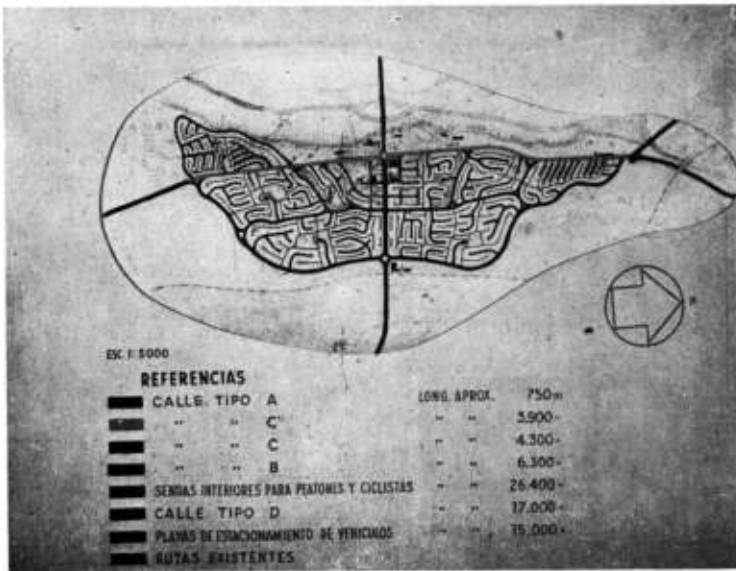 ESC. 1: 5000
REFERENCIAS
CALLE TIPO A LONG. APROX. 750 m
" " C' " " 3.900 "
" " C " " 4.300 "
" " B " " 6.300 "
SENDAS INTERIORES PARA PEATONES Y CICLISTAS " " 26.400 "
CALLE TIPO D " " 17.000 "
PLAYAS DE ESTACIONAMIENTO DE VEHICULOS " " 15.000 "
RUTAS EXISTENTES